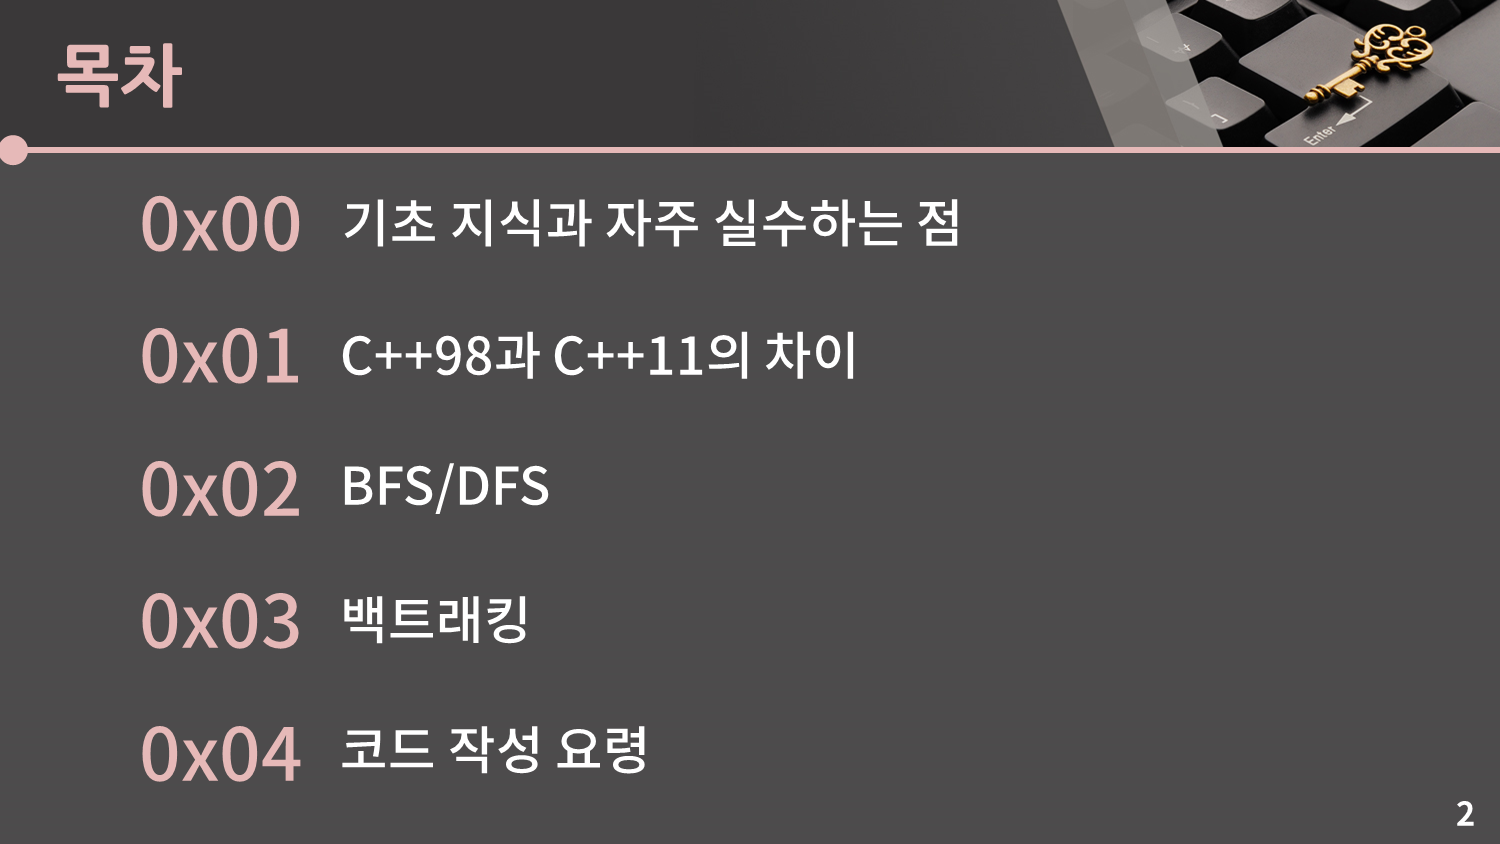 목차
Enter
0x00 기초 지식과 자주 실수하는 점
0x01 C++98과 C++11의 차이
0x02 BFS/DFS
0x03 백트래킹
0x04 코드 작성 요령
2